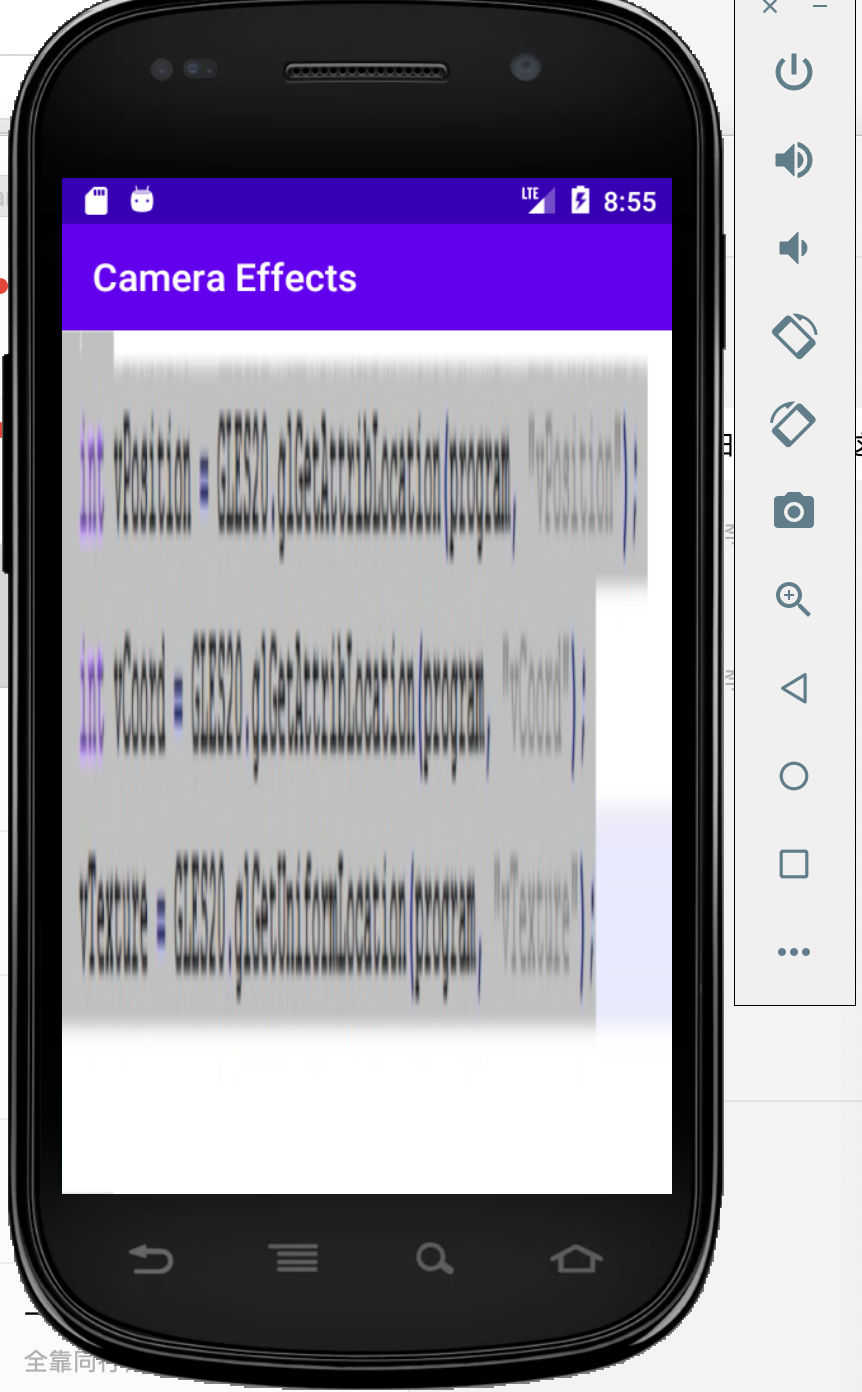 LTE 8:55
Camera Effects
int vPosition = GLES20.glGetAttribLocation(program, "vPosition");
int vCoord = GLES20.glGetAttribLocation(program, "vCoord");
vTexture = GLES20.glGetUniformLocation(program, "vTexture");
全靠同行